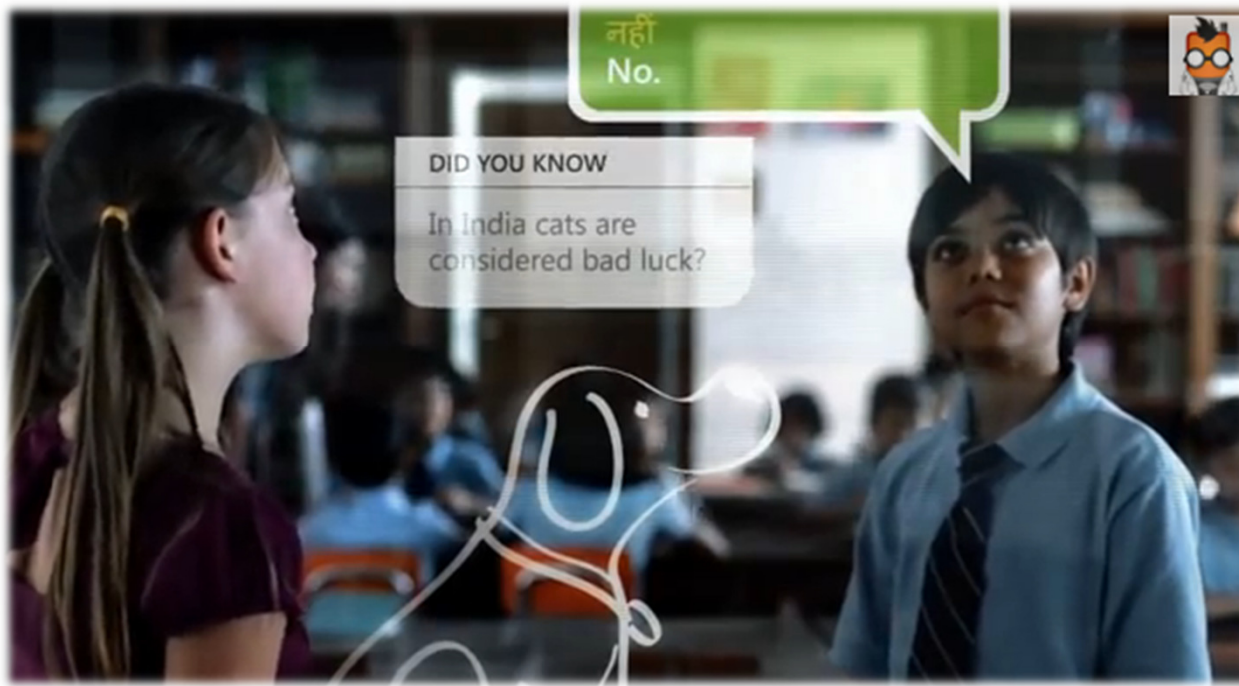 नहीं
No.
DID YOU KNOW
In India cats are
considered bad luck?